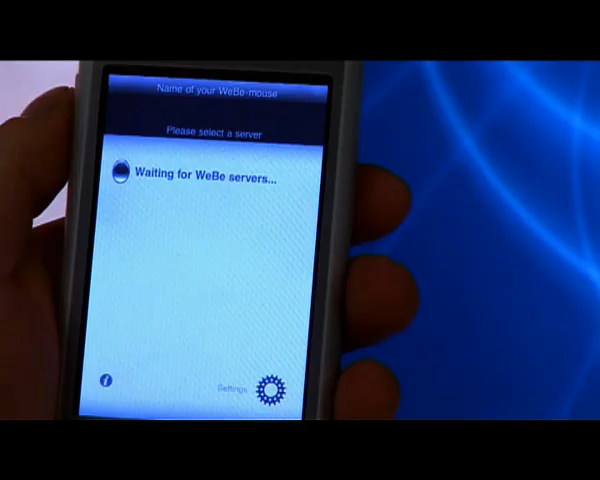 Name of your WeBe-mouse
Please select a server
Waiting for WeBe servers...
i
Settings